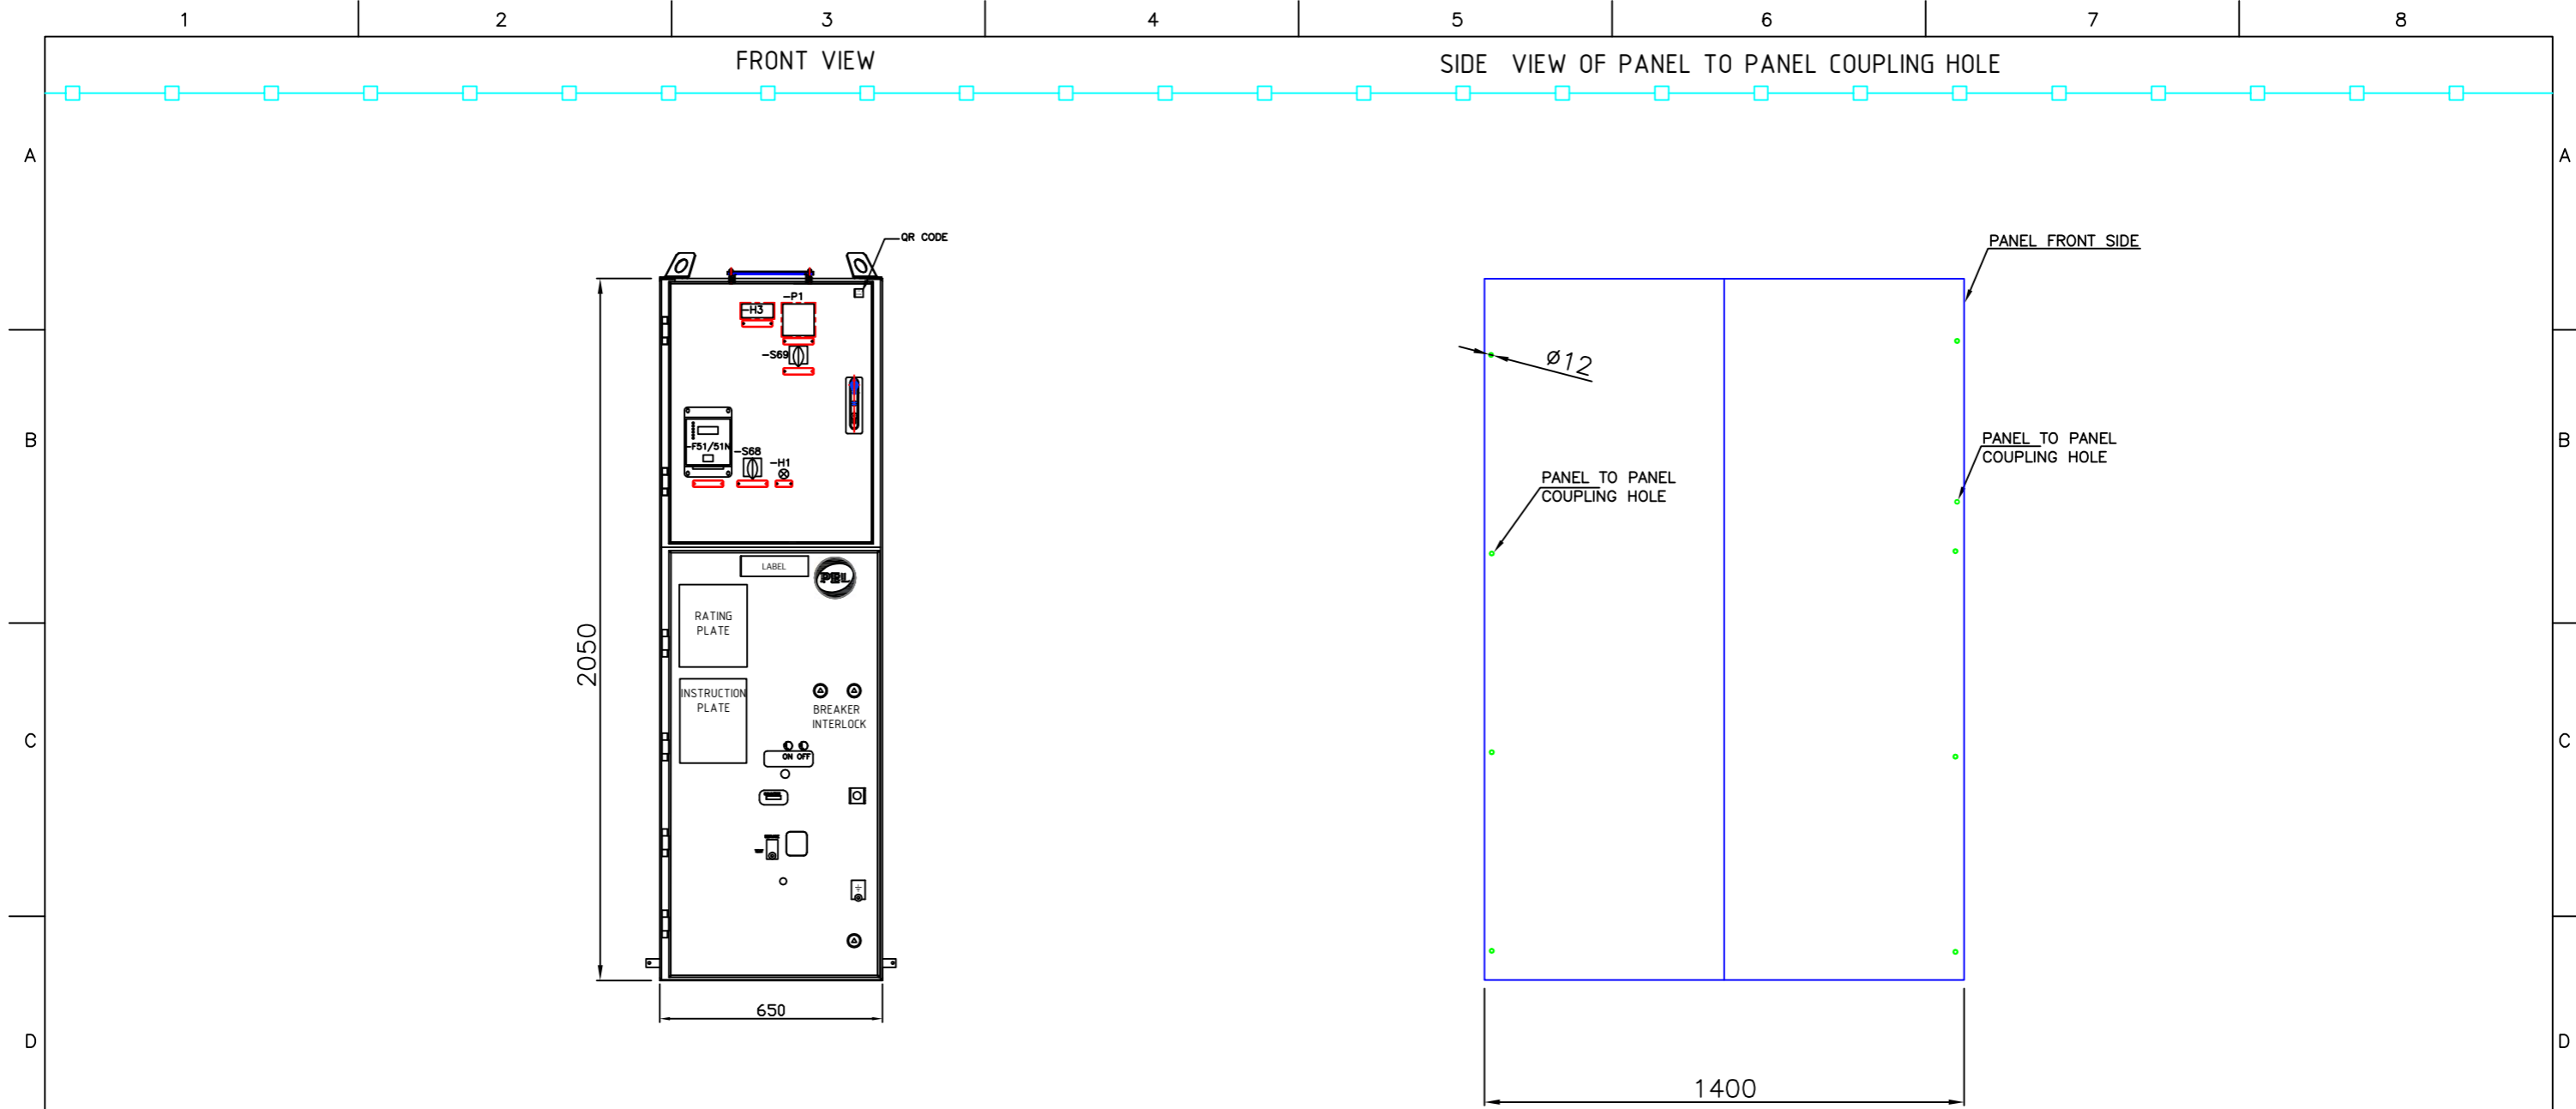 1 2 3 4 5 6 7 8
FRONT VIEW
SIDE VIEW OF PANEL TO PANEL COUPLING HOLE
A A
QR CODE
PANEL FRONT SIDE
-P1
-H3
-S69
Ø12
B B
-F51/51N
-S68
-H1
PANEL TO PANEL
COUPLING HOLE
PANEL TO PANEL
COUPLING HOLE
LABEL
PEL
RATING
PLATE
2050
INSTRUCTION
PLATE
BREAKER
INTERLOCK
C C
ON OFF
650
D D
1400